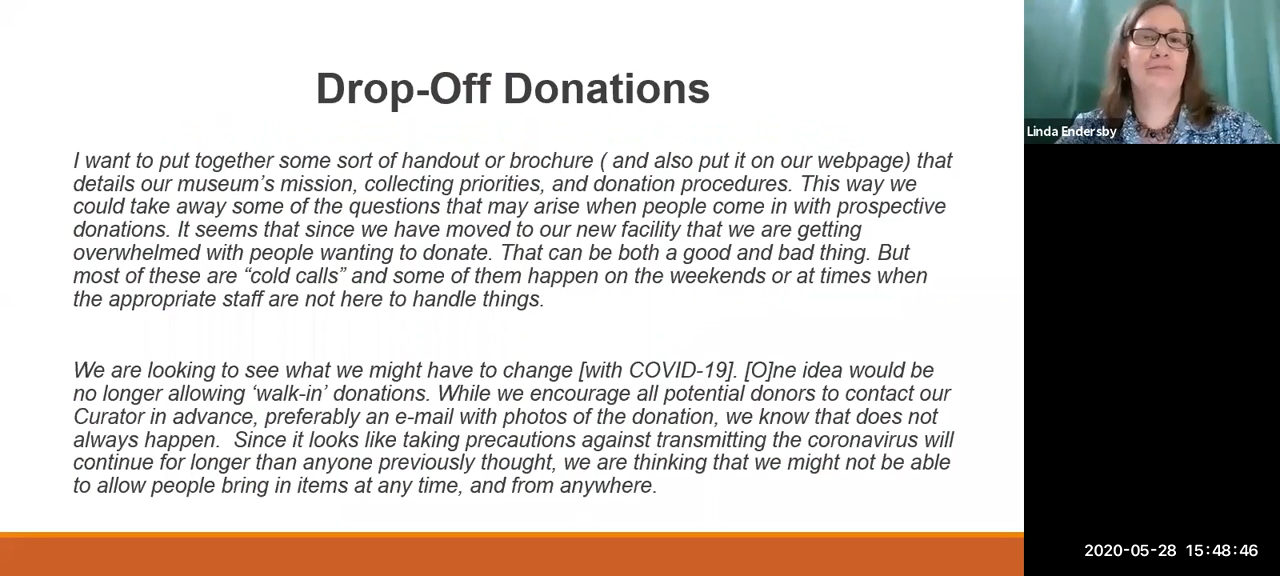 Drop-Off Donations
I want to put together some sort of handout or brochure ( and also put it on our webpage) that
details our museum's mission, collecting priorities, and donation procedures. This way we
could take away some of the questions that may arise when people come in with prospective
donations. It seems that since we have moved to our new facility that we are getting
overwhelmed with people wanting to donate. That can be both a good and bad thing. But
most of these are “cold calls” and some of them happen on the weekends or at times when
the appropriate staff are not here to handle things.
We are looking to see what we might have to change [with COVID-19]. [O]ne idea would be
no longer allowing ‘walk-in’ donations. While we encourage all potential donors to contact our
Curator in advance, preferably an e-mail with photos of the donation, we know that does not
always happen.  Since it looks like taking precautions against transmitting the coronavirus will
continue for longer than anyone previously thought, we are thinking that we might not be able
to allow people bring in items at any time, and from anywhere.
Linda Endersby
2020-05-28 15:48:46